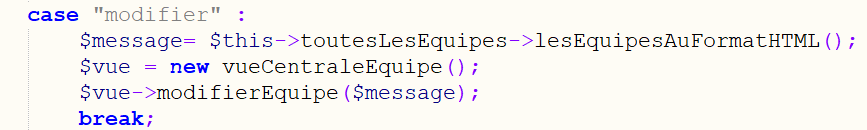 case "modifier" :
$message= $this->toutesLesEquipes->lesEquipesAuFormatHTML();
$vue = new vueCentraleEquipe();
$vue->modifierEquipe($message);
break;